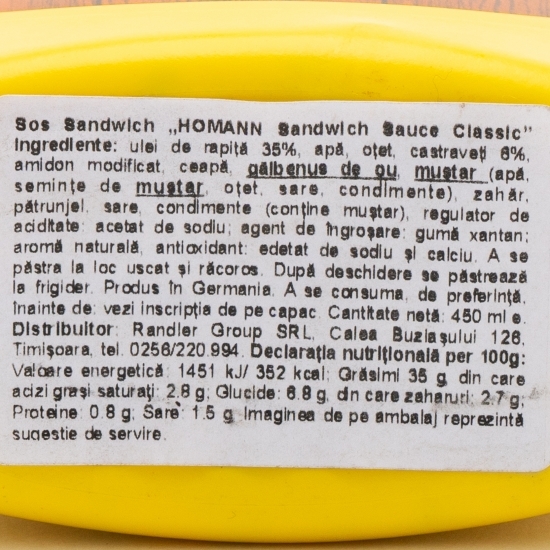 Sos Sandwich „HOMANN Sandwich Sauce Classic”
Ingrediente: ulei de rapiță 35%, apă, oțet, castraveți 6%,
amidon modificat, ceapă, gălbenuș de ou, muștar (apă,
semințe de muștar, oțet, sare, condimente), zahăr,
pătrunjel, sare, condimente (conține muștar), regulator de
aciditate: acetat de sodiu; agent de îngroșare: gumă xantan;
aromă naturală, antioxidant: edetat de sodiu și calciu. A se
păstra la loc uscat și răcoros. După deschidere se păstrează
la frigider. Produs în Germania. A se consuma, de preferință,
înainte de: vezi inscripția de pe capac. Cantitate netă: 450 ml e.
Distribuitor: Randler Group SRL, Calea Buziașului 126,
Timișoara, tel. 0256/220.994. Declarația nutrițională per 100g:
Valoare energetică: 1451 kJ/ 352 kcal; Grăsimi 35 g, din care
acizi grași saturați: 2,8 g; Glucide: 6.8 g, din care zaharuri: 2.7 g;
Proteine: 0.8 g; Sare: 1.5 g. Imaginea de pe ambalaj reprezintă
sugestie de servire.